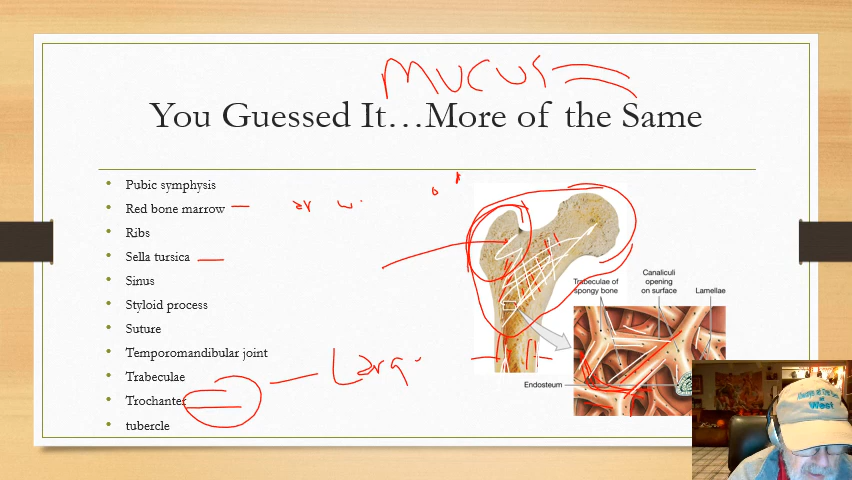 MUCUS
You Guessed It…More of the Same
Pubic symphysis
Red bone marrow
Ribs
Sella tursica
Sinus
Styloid process
Suture
Temporomandibular joint
Trabeculae
Trochanter
tubercle
Trabeculae of
spongy bone
Canaliculi
opening
on surface
Lamellae
Endosteum